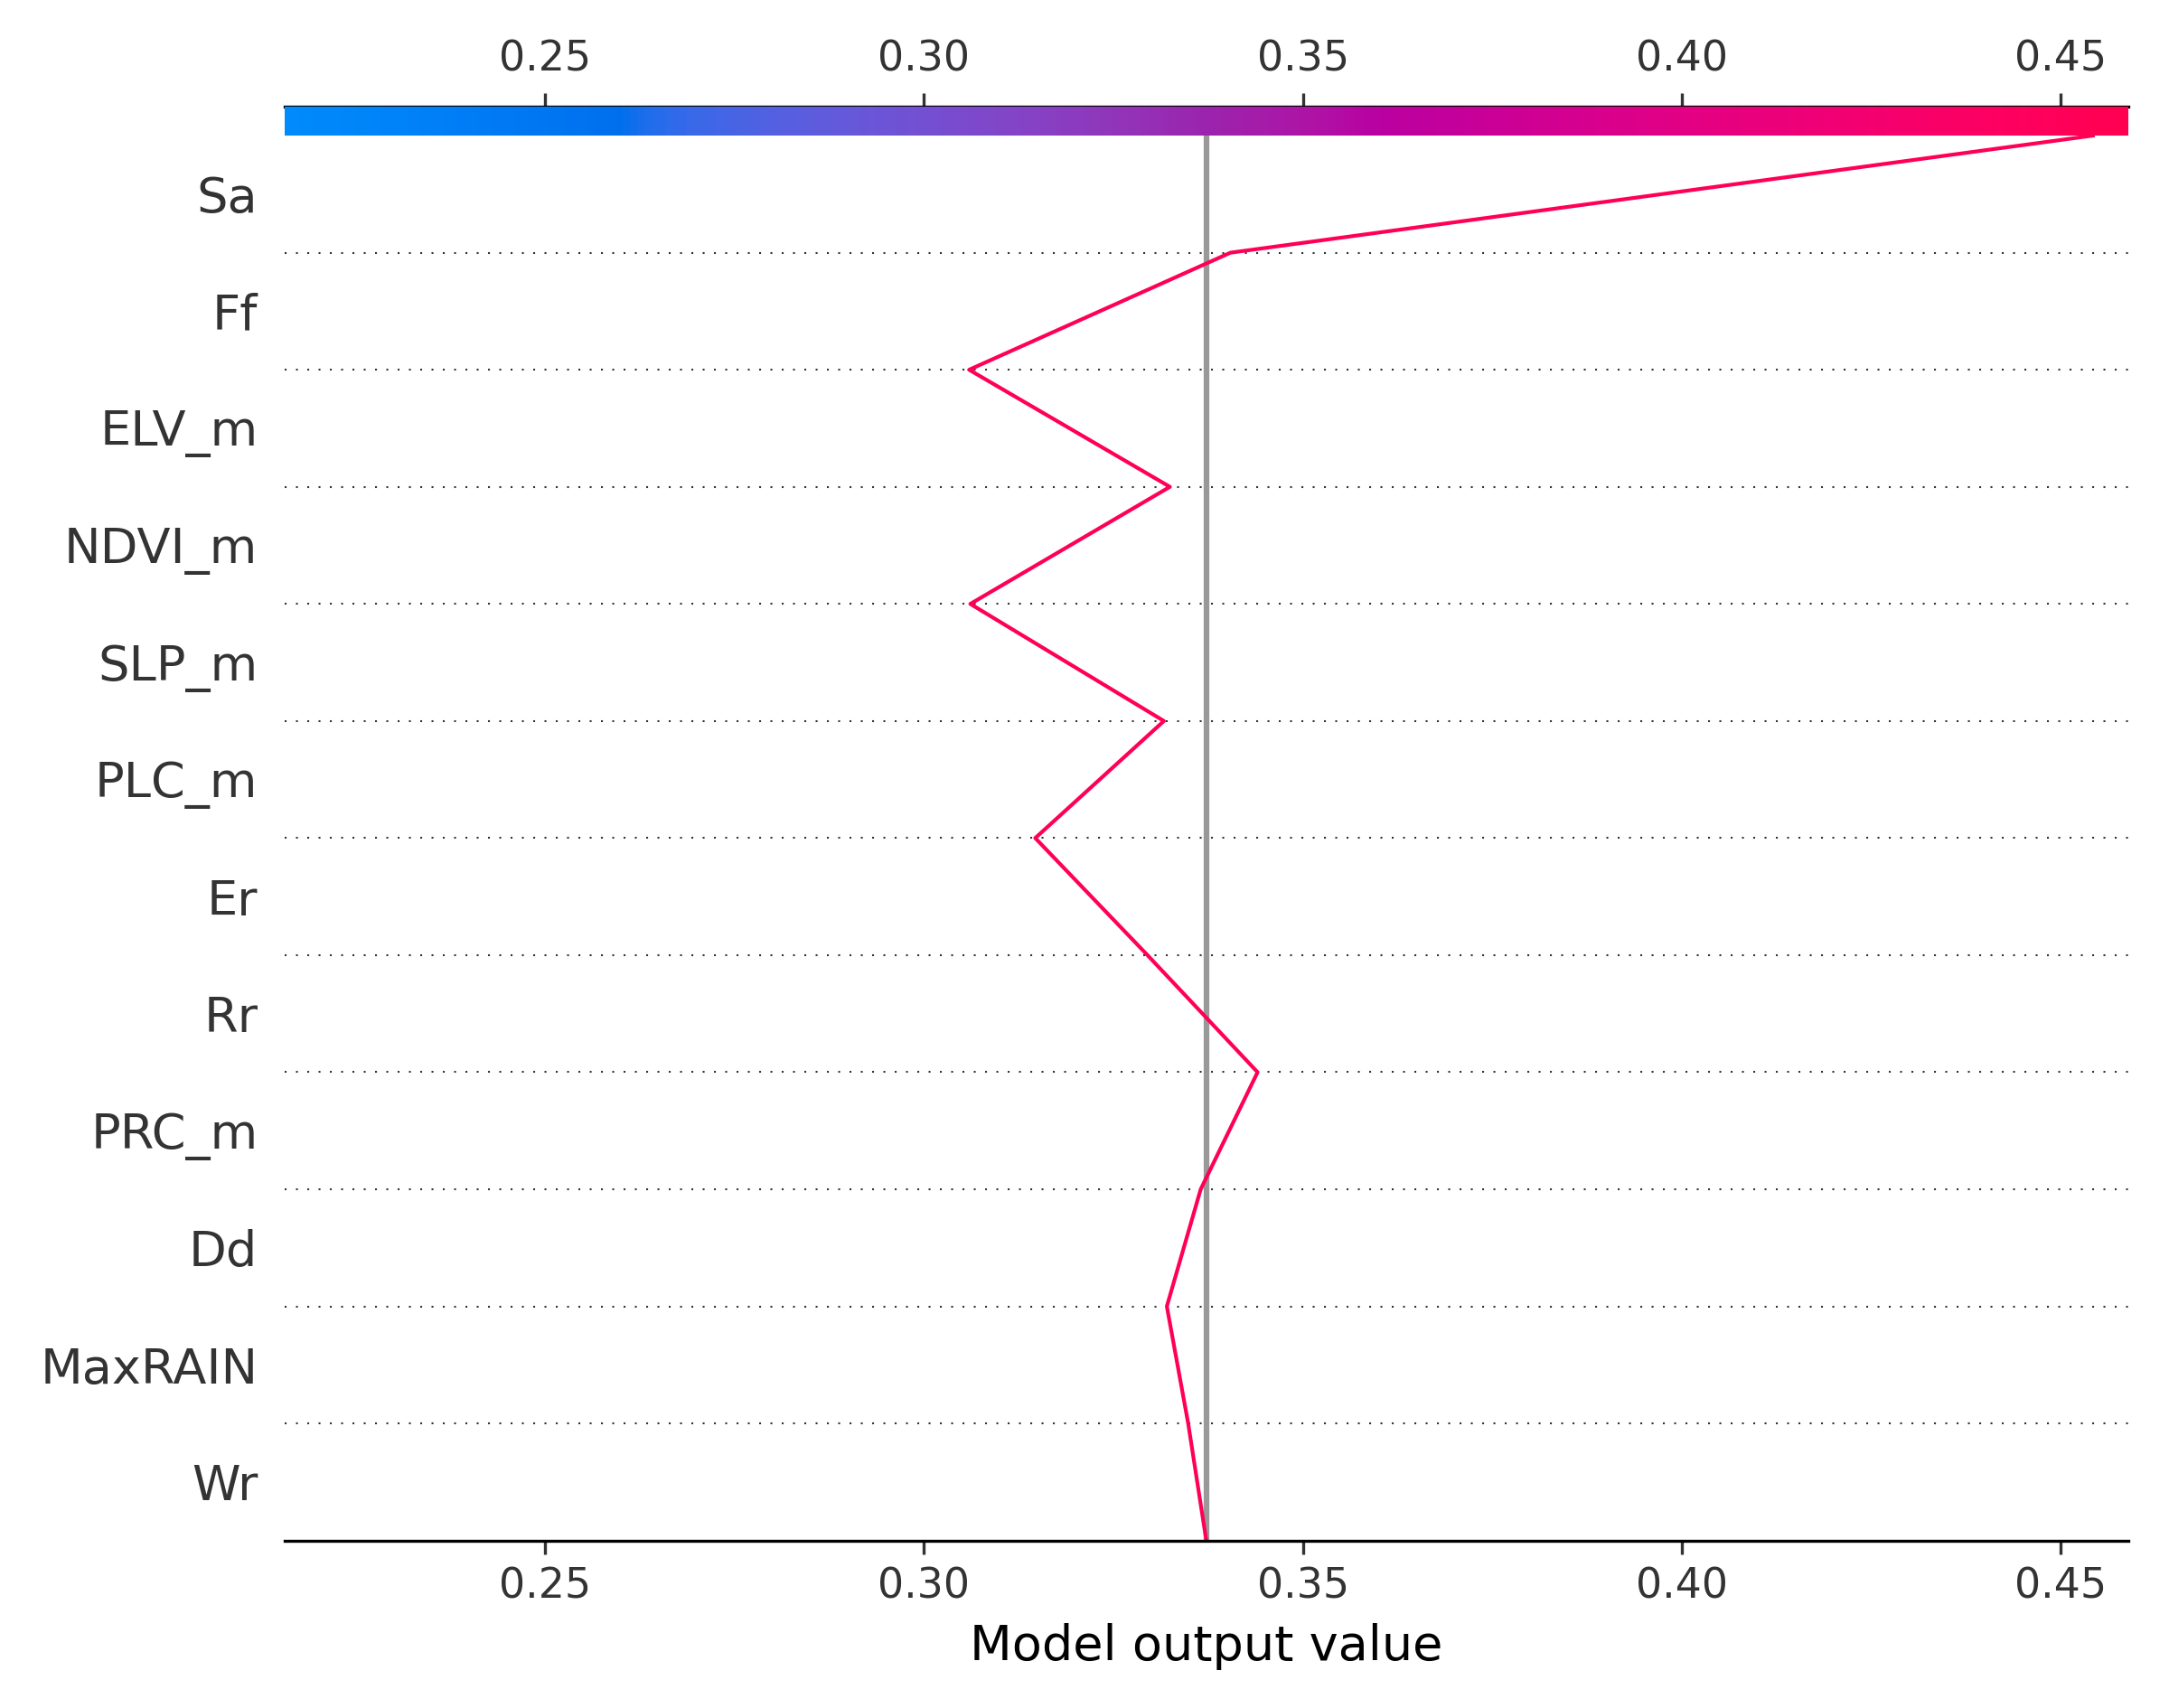 0.25 0.30 0.35 0.40 0.45
Sa
Ff
ELV_m
NDVI_m
SLP_m
PLC_m
Er
Rr
PRC_m
Dd
MaxRAIN
Wr
0.25 0.30 0.35 0.40 0.45
Model output value